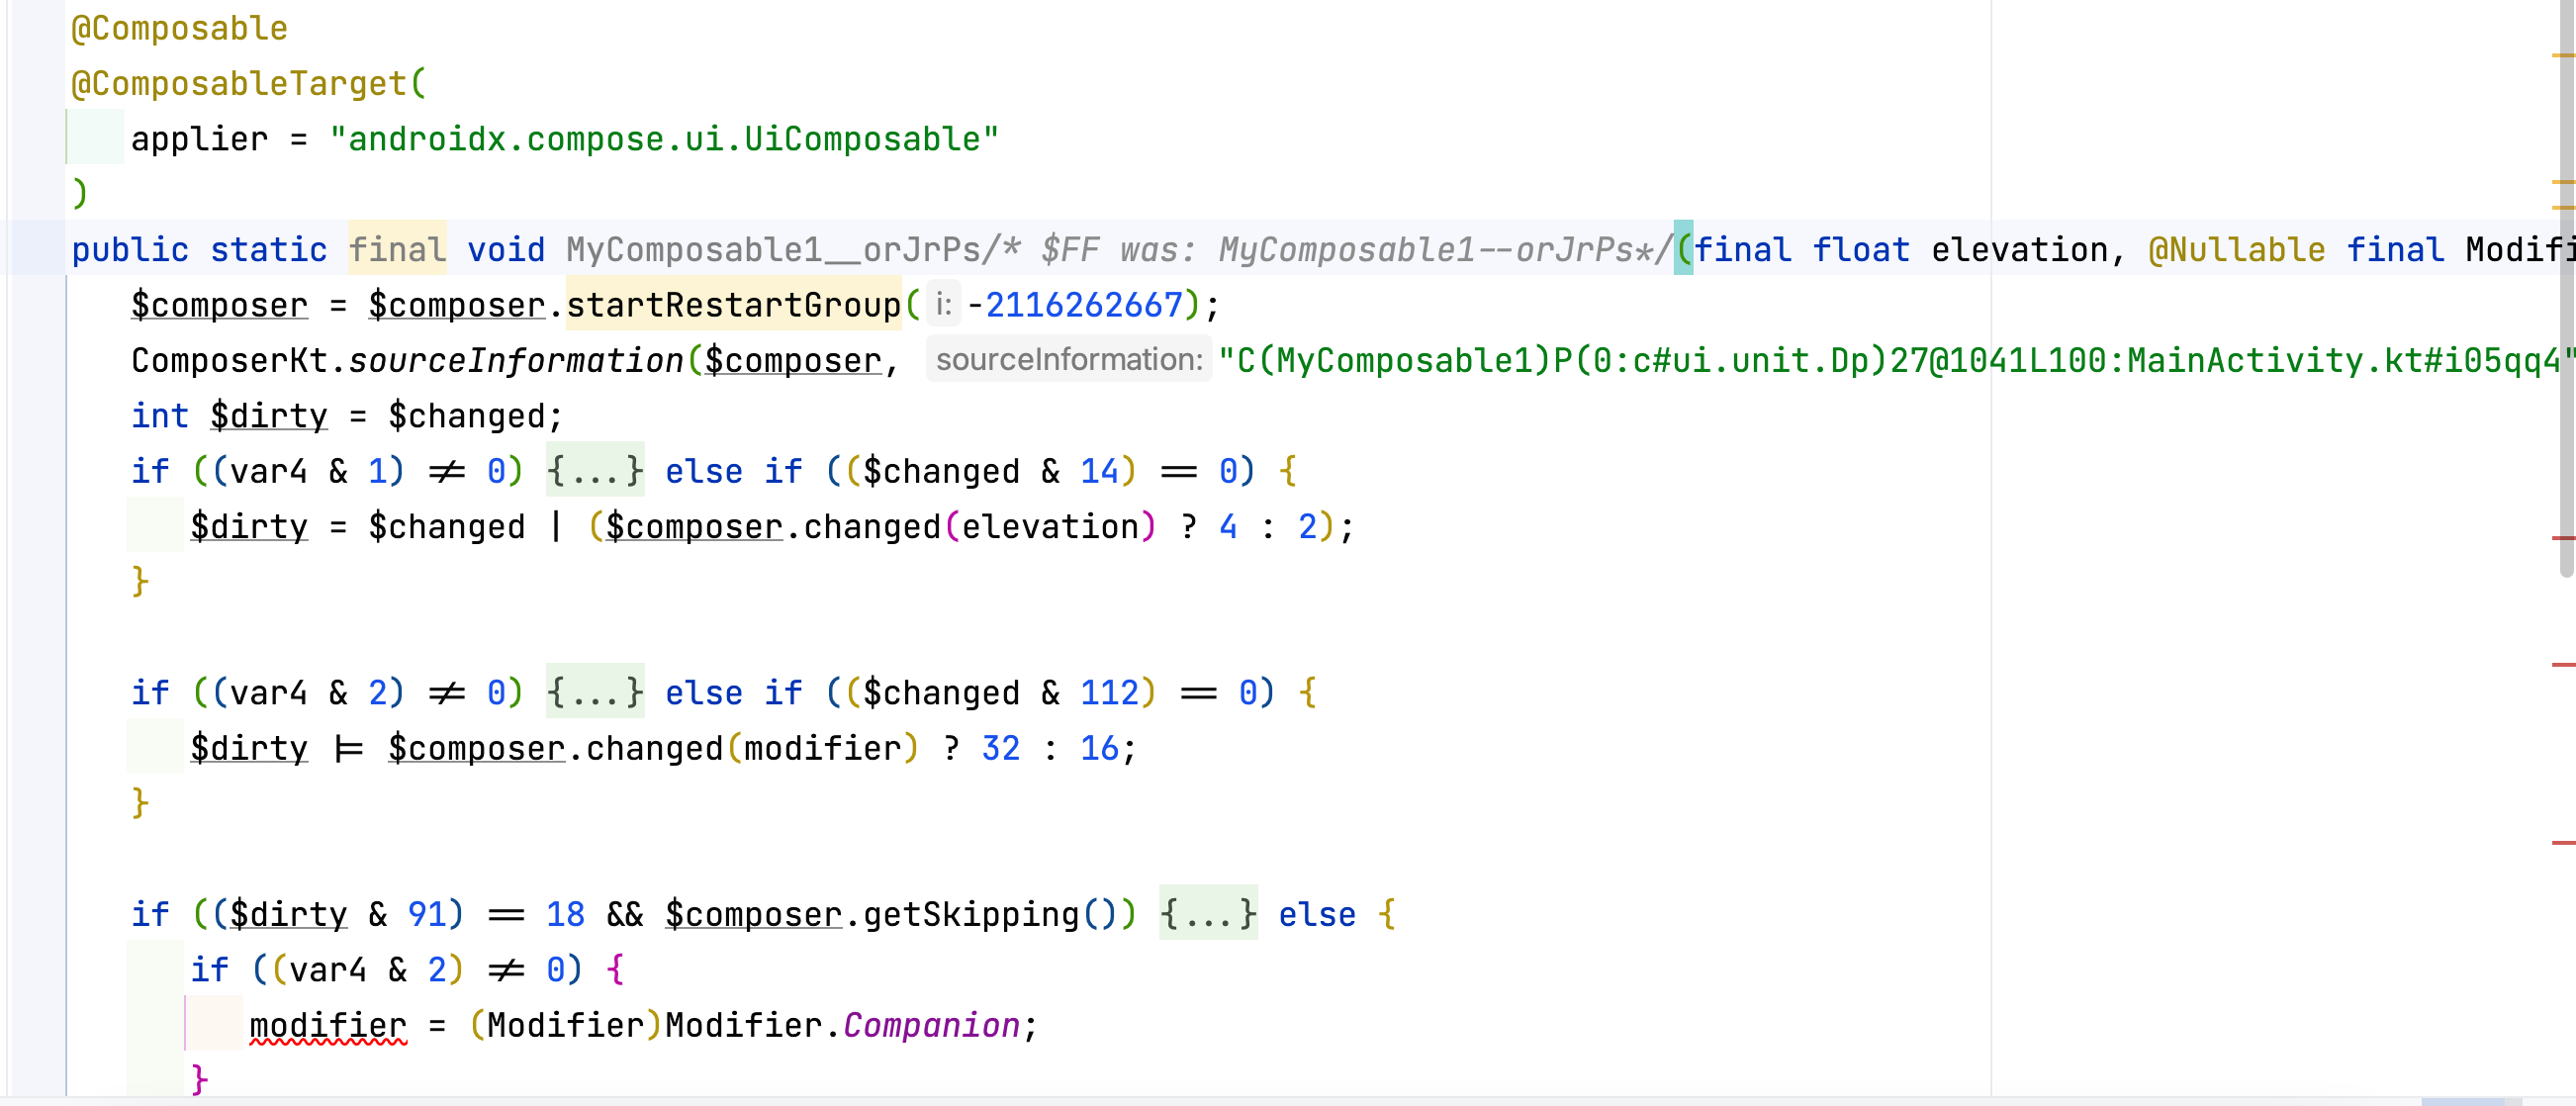 @Composable
@ComposableTarget(
applier = "androidx.compose.ui.UiComposable"
)
public static final void MyComposable1__orJrPs/* $FF was: MyComposable1--orJrPs*/(final float elevation, @Nullable final Modifi
$composer = $composer.startRestartGroup( i: -2116262667);
ComposerKt.sourceInformation($composer, sourceInformation: "C(MyComposable1)P(0:c#ui.unit.Dp)27@1041L100:MainActivity.kt#i05qq4"
int $dirty = $changed;
if ((var4 & 1) != 0) {...} else if (($changed & 14) == 0) {
$dirty = $changed | ($composer.changed(elevation) ? 4 : 2);
}
if ((var4 & 2) != 0) {...} else if (($changed & 112) == 0) {
$dirty |= $composer.changed(modifier) ? 32 : 16;
}
if (($dirty & 91) == 18 && $composer.getSkipping()) {...} else {
if ((var4 & 2) != 0) {
modifier = (Modifier)Modifier.Companion;
}